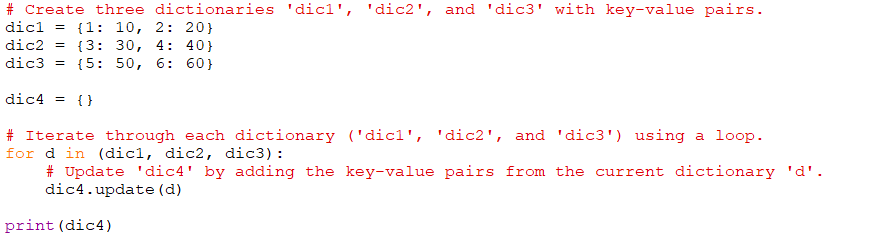 # Create three dictionaries 'dic1', 'dic2', and 'dic3' with key-value pairs.
dic1 = {1: 10, 2: 20}
dic2 = {3: 30, 4: 40}
dic3 = {5: 50, 6: 60}

dic4 = {}

# Iterate through each dictionary ('dic1', 'dic2', and 'dic3') using a loop.
for d in (dic1, dic2, dic3):
    # Update 'dic4' by adding the key-value pairs from the current dictionary 'd'.
    dic4.update(d)

print(dic4)